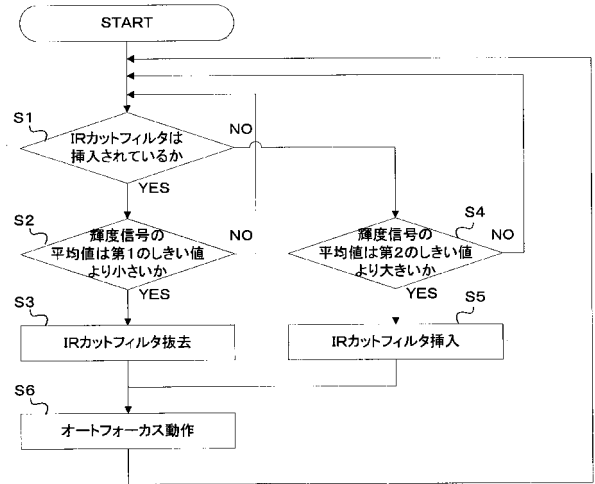 START
S1
IRカットフィルタは
挿入されているか
NO
YES
S2
輝度信号の
平均値は第1のしきい値
より小さいか
NO
YES
S4
輝度信号の
平均値は第2のしきい値
より大きいか
NO
YES
S3
IRカットフィルタ抜去
S5
IRカットフィルタ挿入
S6
オートフォーカス動作